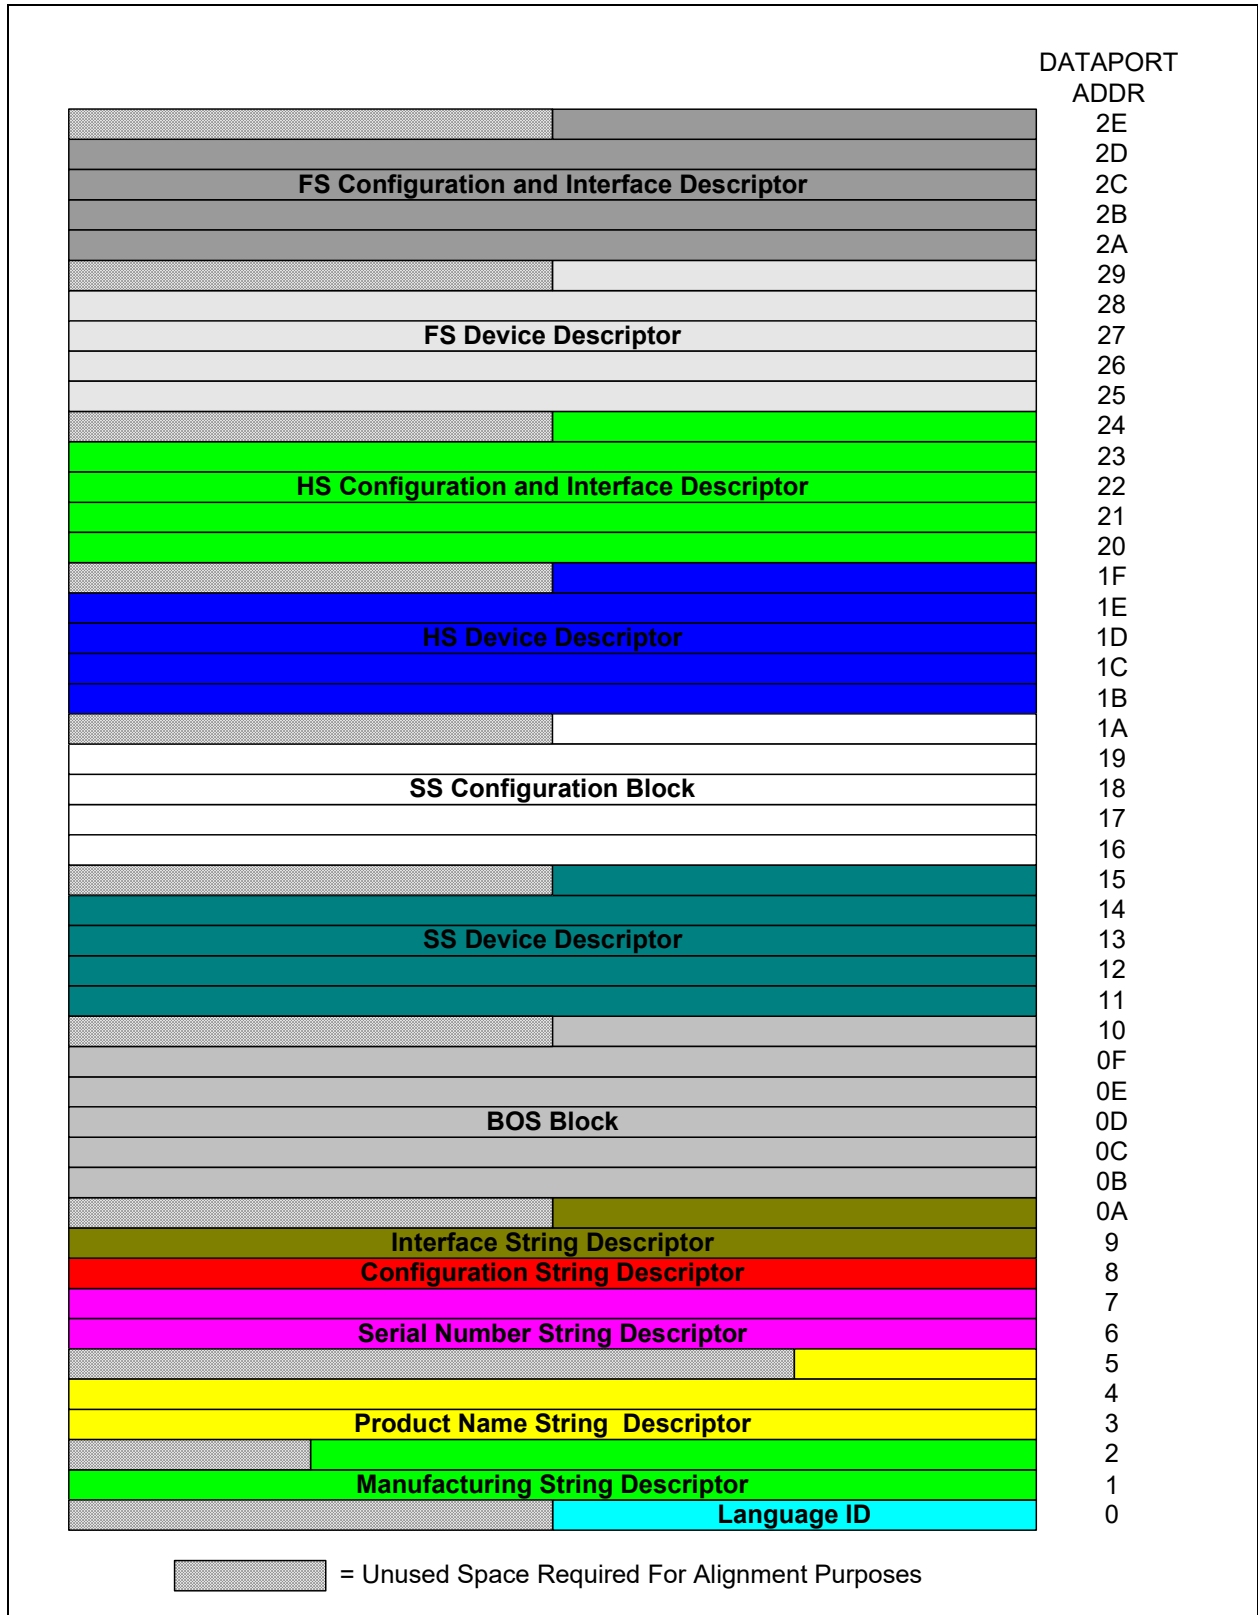 DATAPORT
ADDR
2E
2D
FS Configuration and Interface Descriptor 2C
2B
2A
29
28
FS Device Descriptor 27
26
25
24
23
HS Configuration and Interface Descriptor 22
21
20
1F
1E
HS Device Descriptor 1D
1C
1B
1A
19
SS Configuration Block 18
17
16
15
14
SS Device Descriptor 13
12
11
10
0F
0E
BOS Block 0D
0C
0B
0A
Interface String Descriptor 9
Configuration String Descriptor 8
7
Serial Number String Descriptor 6
5
4
Product Name String Descriptor 3
2
Manufacturing String Descriptor 1
Language ID 0
= Unused Space Required For Alignment Purposes